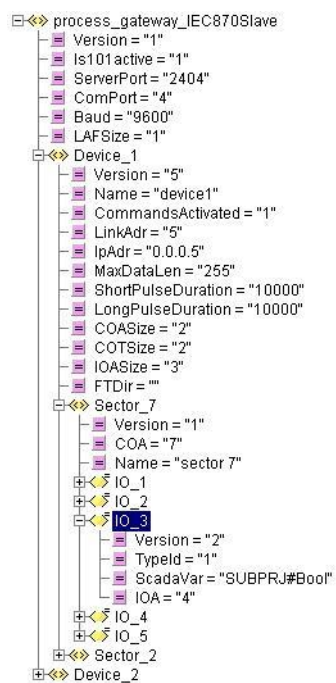 process_gateway_IEC870Slave
Version = "1"
Is101active = "1"
ServerPort = "2404"
ComPort = "4"
Baud = "9600"
LAFSize = "1"
Device_1
Version = "5"
Name = "device1"
CommandsActivated = "1"
LinkAdr = "5"
IpAdr = "0.0.0.5"
MaxDataLen = "255"
ShortPulseDuration = "10000"
LongPulseDuration = "10000"
COASize = "2"
COTSize = "2"
IOASize = "3"
FTDir = ""
Sector_7
Version = "1"
COA = "7"
Name = "sector 7"
IO_1
IO_2
IO_3
Version = "2"
TypeId = "1"
ScadaVar = "SUBPRJ#Bool"
IOA = "4"
IO_4
IO_5
Sector_2
Device_2